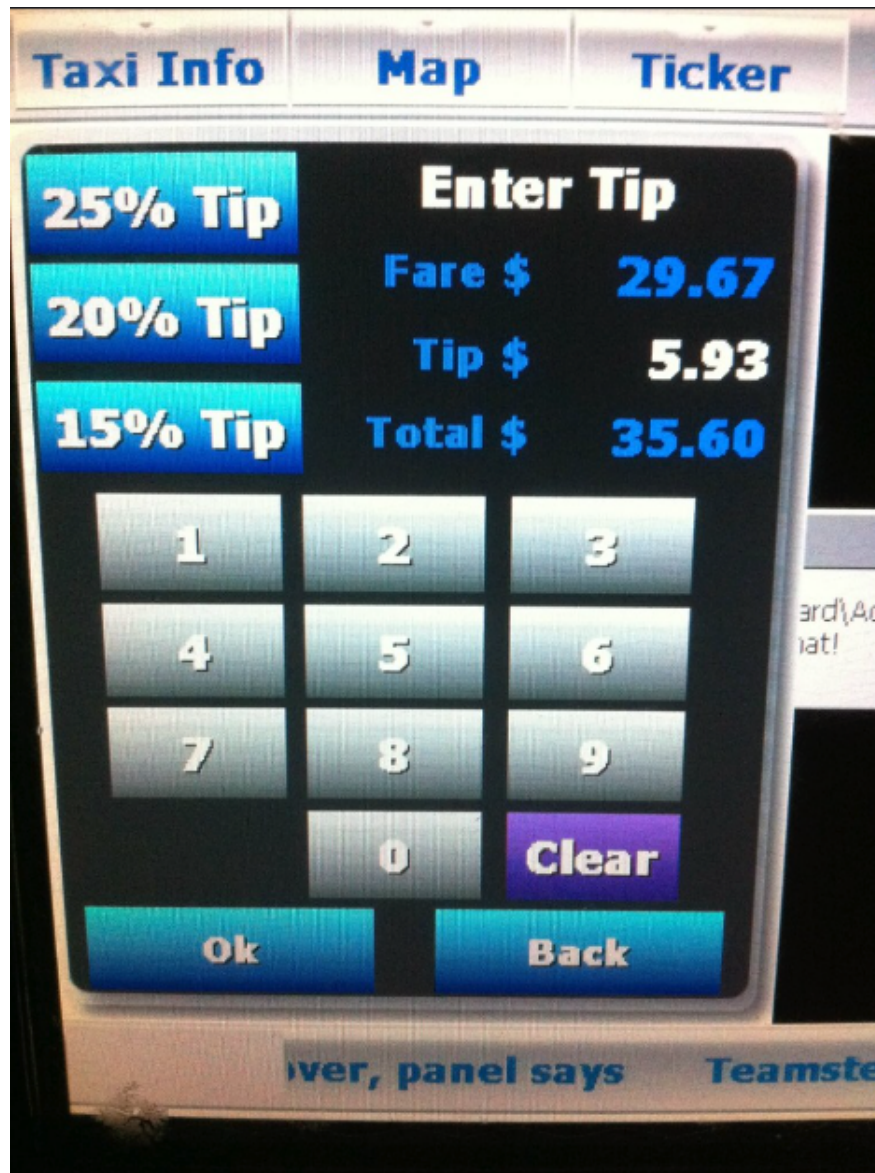 Taxi Info Map Ticker
Enter Tip
25% Tip
Fare $ 29.67
20% Tip
Tip $ 5.93
15% Tip
Total $ 35.60
1 2 3
4 5 6
7 8 9
0 Clear
Ok Back
over, panel says Teamste